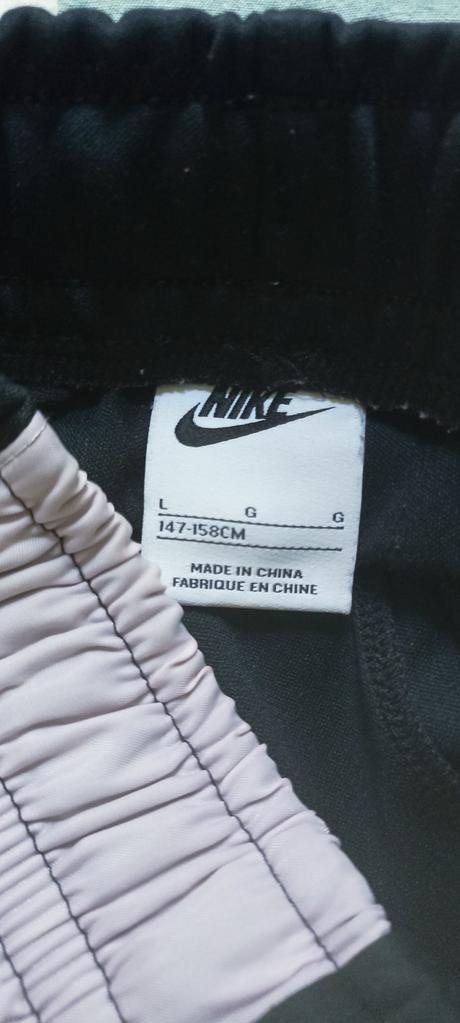 NIKE
L G G
147-158CM
MADE IN CHINA
FABRIQUE EN CHINE